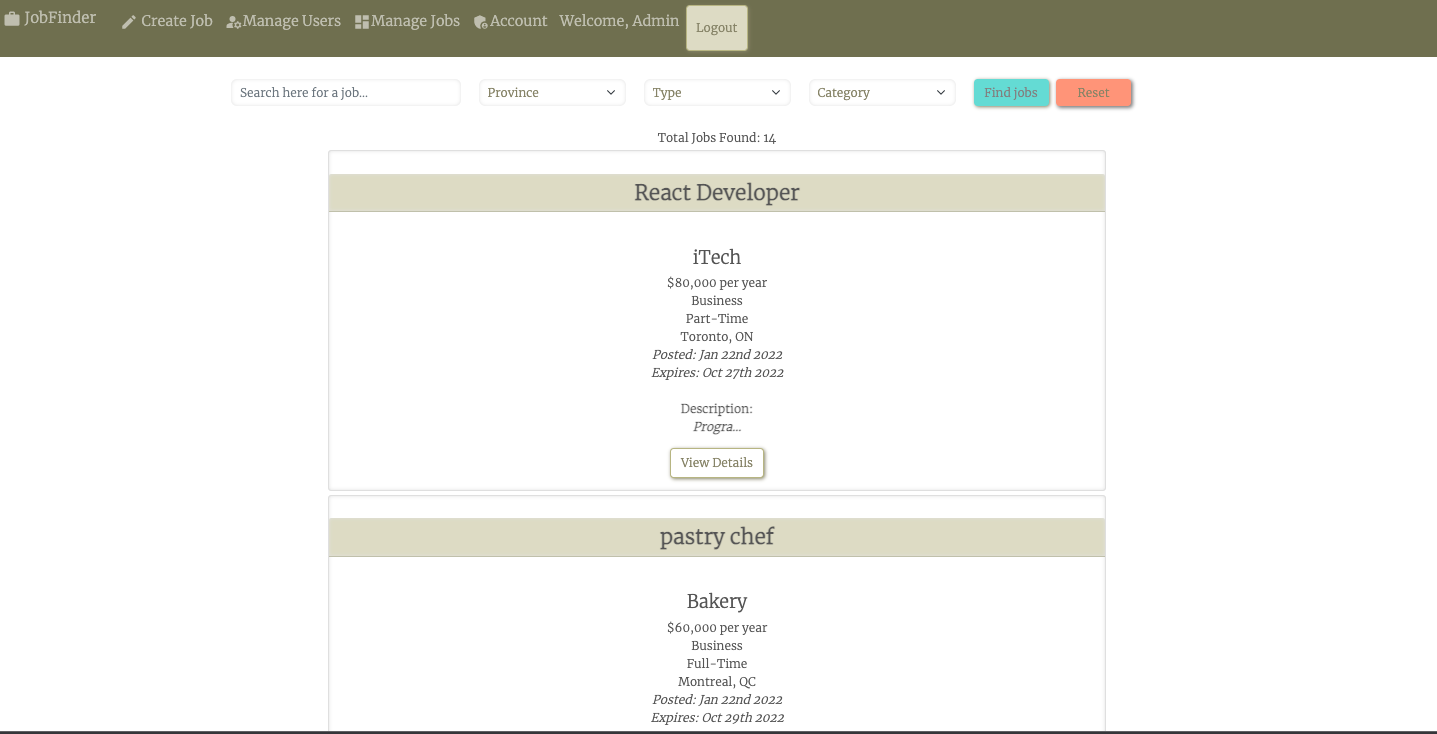 JobFinder Create Job Manage Users Manage Jobs Account Welcome, Admin Logout
Search here for a job... Province Type Category Find jobs Reset
Total Jobs Found: 14
React Developer
iTech
$80,000 per year
Business
Part-Time
Toronto, ON
Posted: Jan 22nd 2022
Expires: Oct 27th 2022
Description:
Progra...
View Details
pastry chef
Bakery
$60,000 per year
Business
Full-Time
Montreal, QC
Posted: Jan 22nd 2022
Expires: Oct 29th 2022